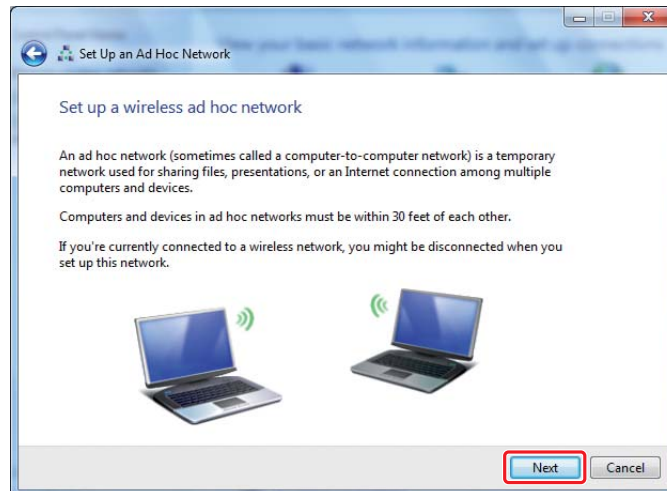 Set Up an Ad Hoc Network
Set up a wireless ad hoc network
An ad hoc network (sometimes called a computer-to-computer network) is a temporary
network used for sharing files, presentations, or an Internet connection among multiple
computers and devices.
Computers and devices in ad hoc networks must be within 30 feet of each other.
If you're currently connected to a wireless network, you might be disconnected when you
set up this network.
Next
Cancel